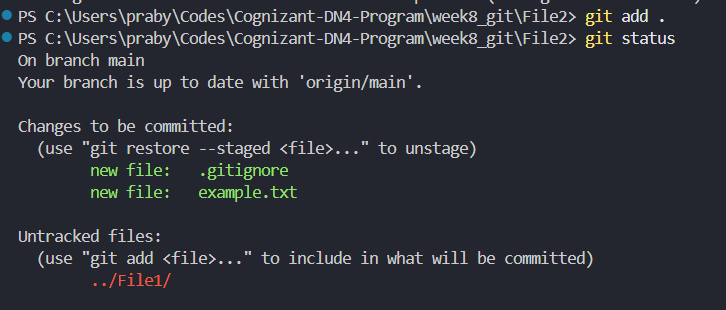 PS C:\Users\praby\Codes\Cognizant-DN4-Program\week8_git\File2> git add .
PS C:\Users\praby\Codes\Cognizant-DN4-Program\week8_git\File2> git status
On branch main
Your branch is up to date with 'origin/main'.
Changes to be committed:
(use "git restore --staged <file>..." to unstage)
new file: .gitignore
new file: example.txt
Untracked files:
(use "git add <file>..." to include in what will be committed)
../File1/